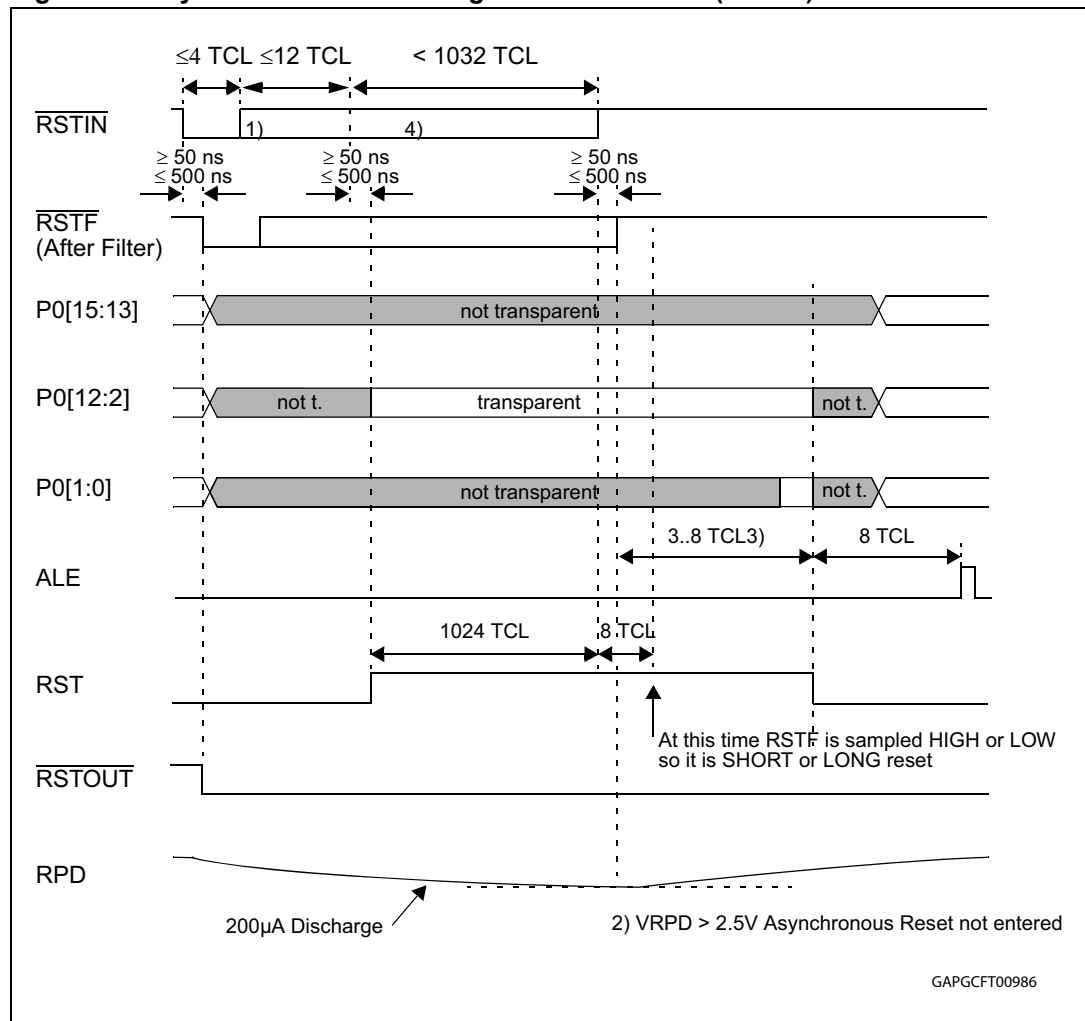 ≤4 TCL ≤12 TCL < 1032 TCL
RSTIN
1) 4)
≥ 50 ns ≥ 50 ns ≥ 50 ns
≤ 500 ns ≤ 500 ns ≤ 500 ns
RSTF
(After Filter)
P0[15:13] not transparent
P0[12:2] not t. transparent not t.
P0[1:0] not transparent not t.
3..8 TCL3) 8 TCL
ALE
1024 TCL 8 TCL
RST
At this time RSTF is sampled HIGH or LOW
so it is SHORT or LONG reset
RSTOUT
RPD
200µA Discharge 2) VRPD > 2.5V Asynchronous Reset not entered
GAPGCFT00986